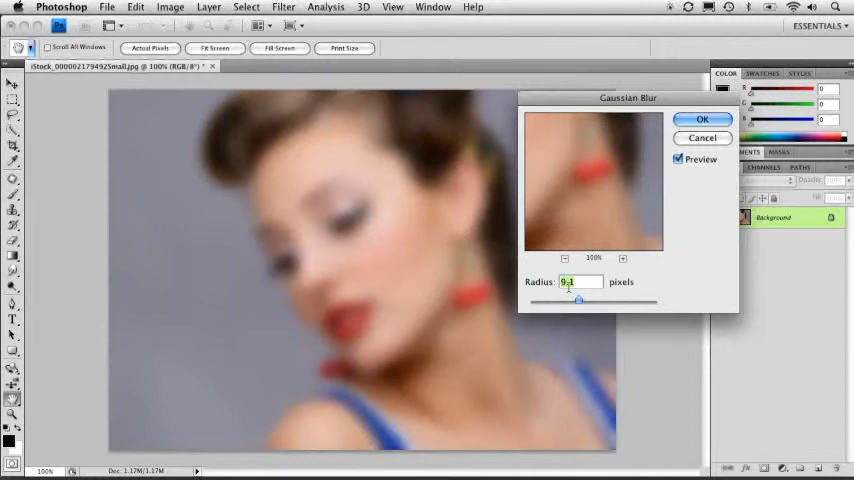 Photoshop File Edit Image Layer Select Filter Analysis 3D View Window Help
Ps ESSENTIALS
Scroll All Windows Actual Pixels Fit Screen Fill Screen Print Size
iStock_000002179492Small.jpg @ 100% (RGB/8*) *
COLOR SWATCHES STYLES
R 0
G 0
B 0
MASKS
CHANNELS PATHS
Opacity:
Fill:
Background
Gaussian Blur
OK
Cancel
Preview
100%
Radius: 9.1 pixels
100% Doc: 1.17M/1.17M